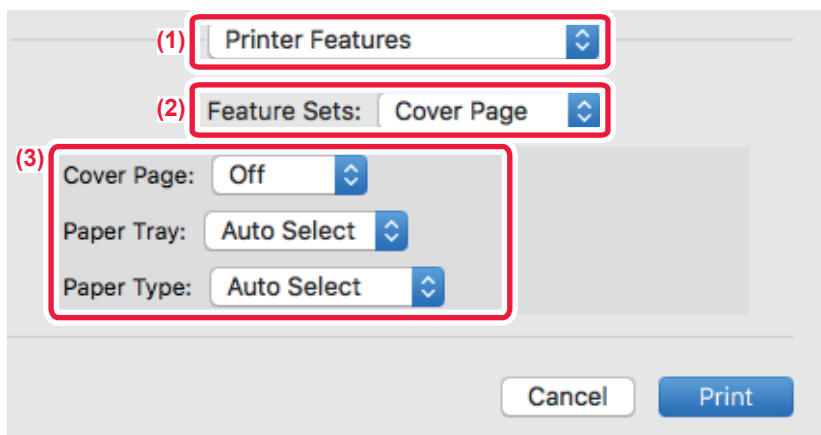 (1) Printer Features
(2) Feature Sets: Cover Page
(3)
Cover Page: Off
Paper Tray: Auto Select
Paper Type: Auto Select
Cancel Print